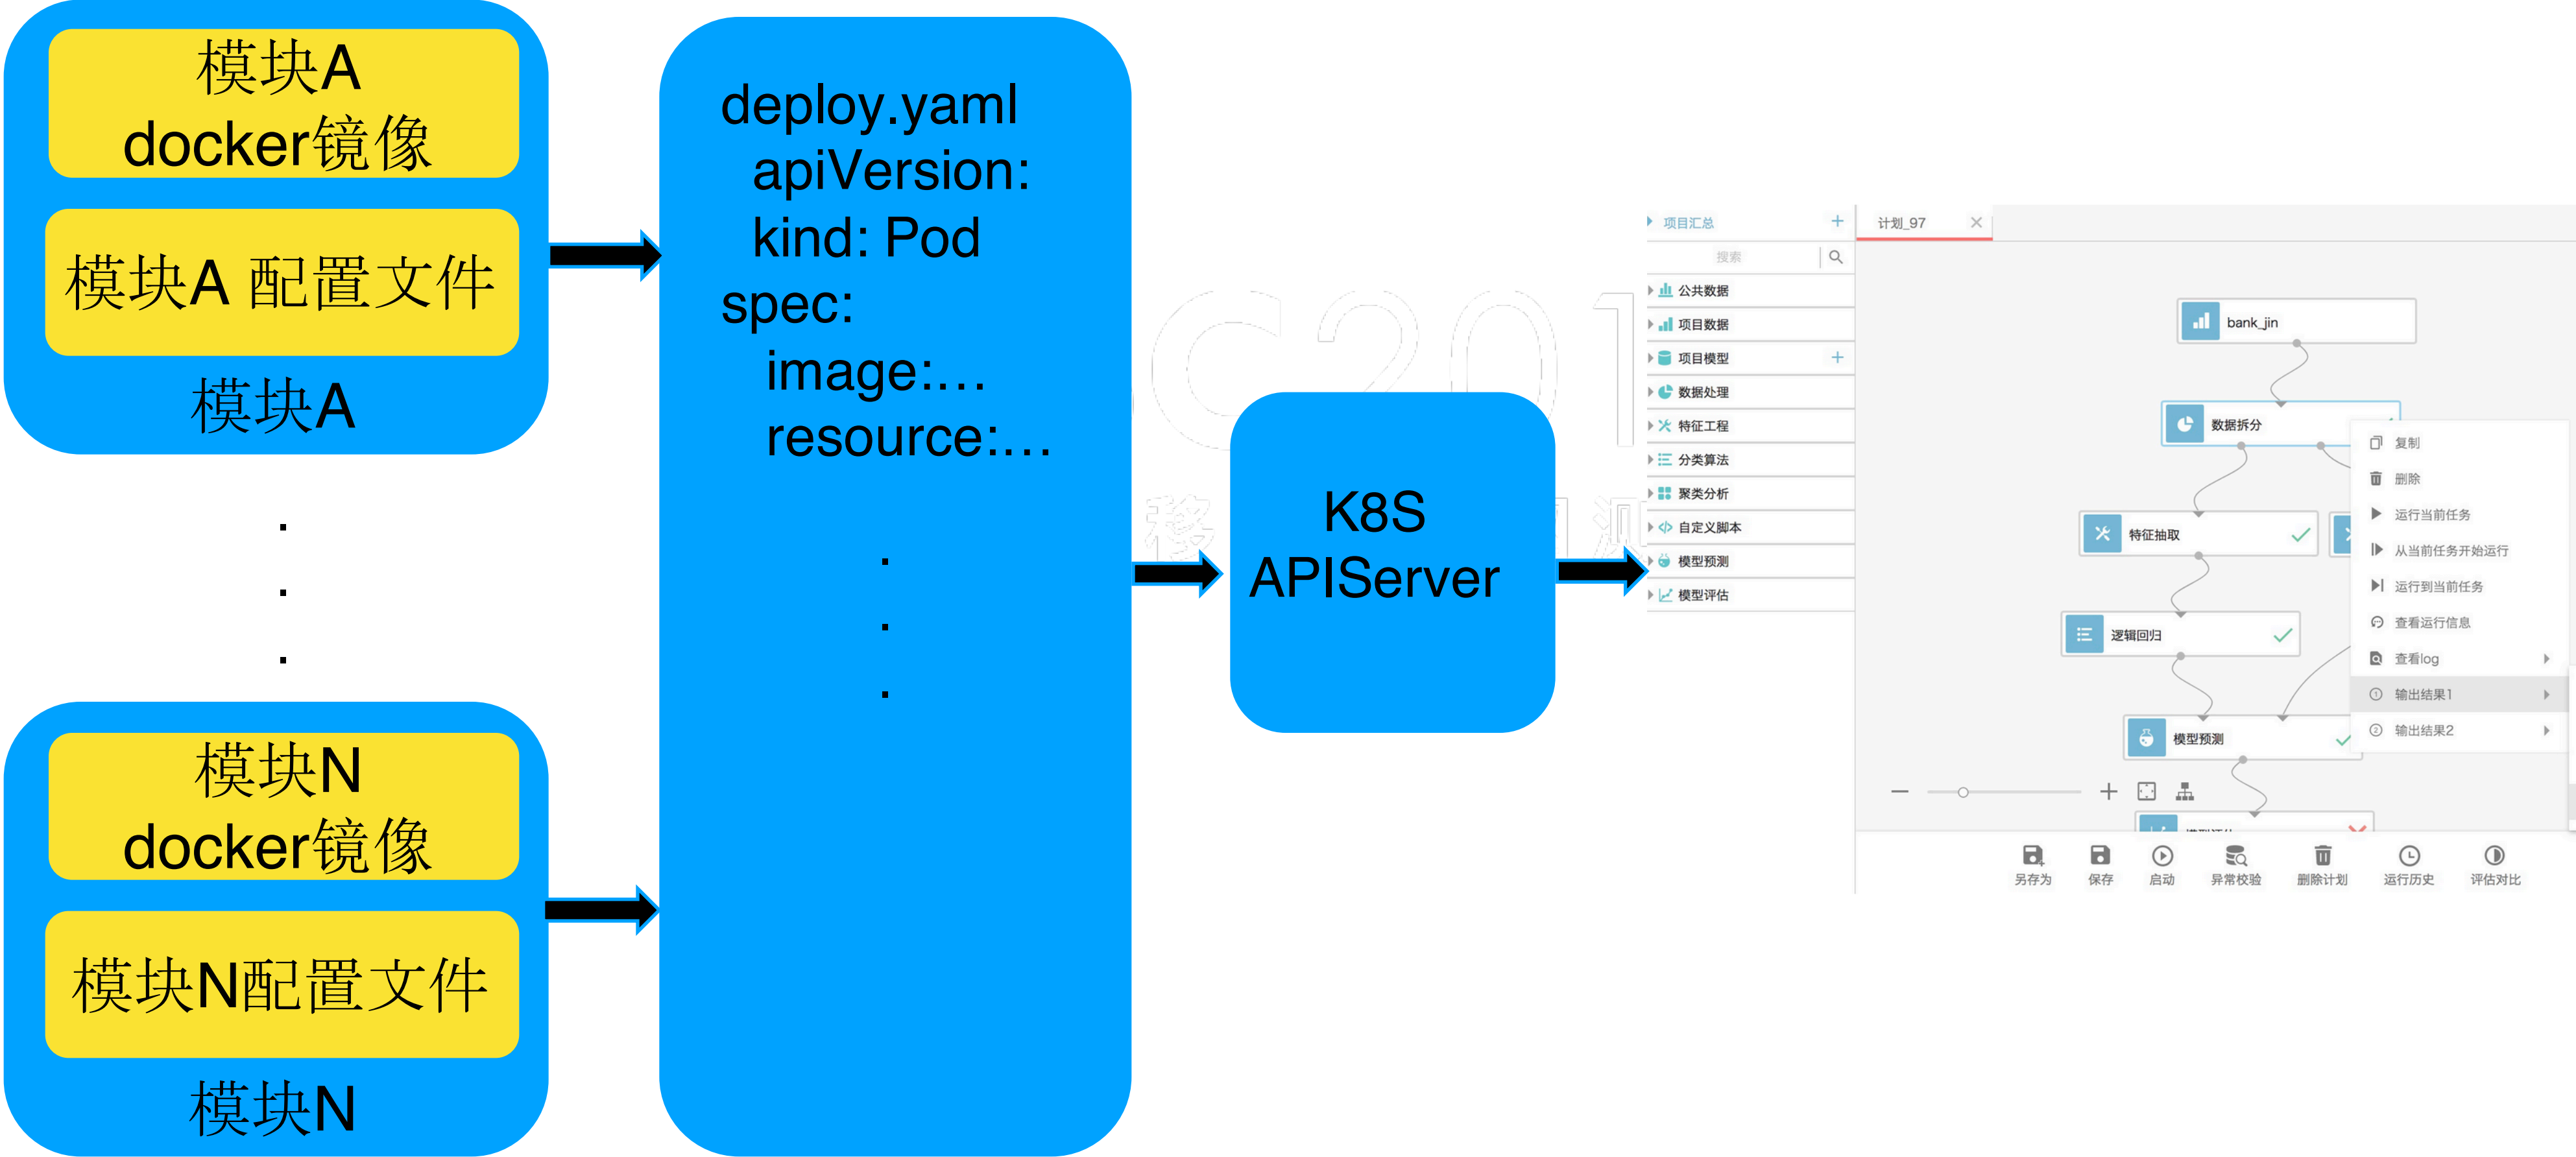 模块A
docker镜像
模块A 配置文件
模块A
.
.
.
模块N
docker镜像
模块N配置文件
模块N
deploy.yaml
apiVersion:
kind: Pod
spec:
image:...
resource:...
.
.
.
K8S
APIServer
项目汇总
搜索
公共数据
项目数据
项目模型
数据处理
特征工程
分类算法
聚类分析
自定义脚本
模型预测
模型评估
计划_97
bank_jin
数据拆分
特征抽取
逻辑回归
模型预测
复制
删除
运行当前任务
从当前任务开始运行
运行到当前任务
查看运行信息
查看log
输出结果1
输出结果2
另存为
保存
启动
异常校验
删除计划
运行历史
评估对比